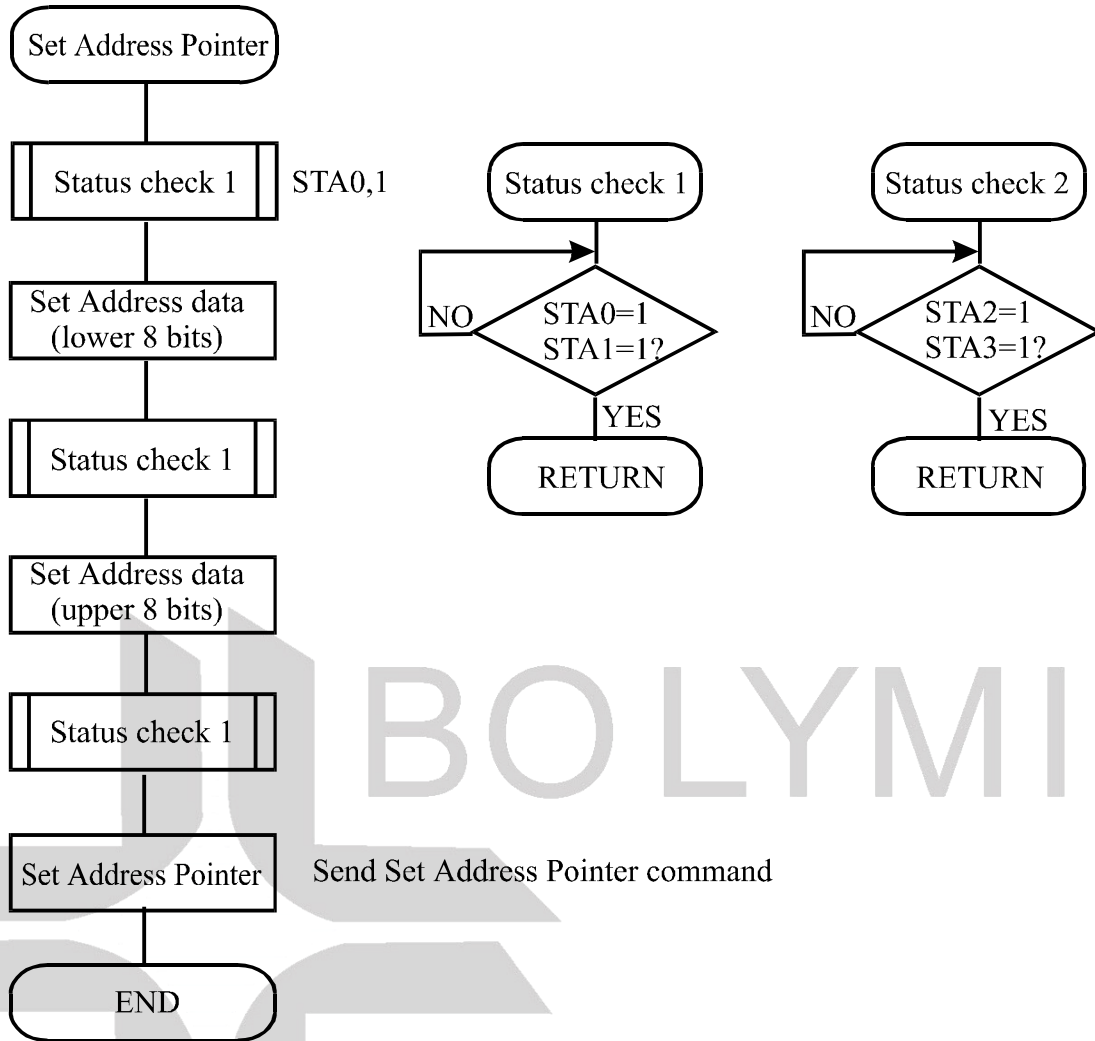 Set Address Pointer
Status check 1
STA0,1
Set Address data
(lower 8 bits)
Status check 1
Set Address data
(upper 8 bits)
Status check 1
Set Address Pointer
Send Set Address Pointer command
END
Status check 1
NO
STA0=1
STA1=1?
YES
RETURN
Status check 2
NO
STA2=1
STA3=1?
YES
RETURN
BOLYMI